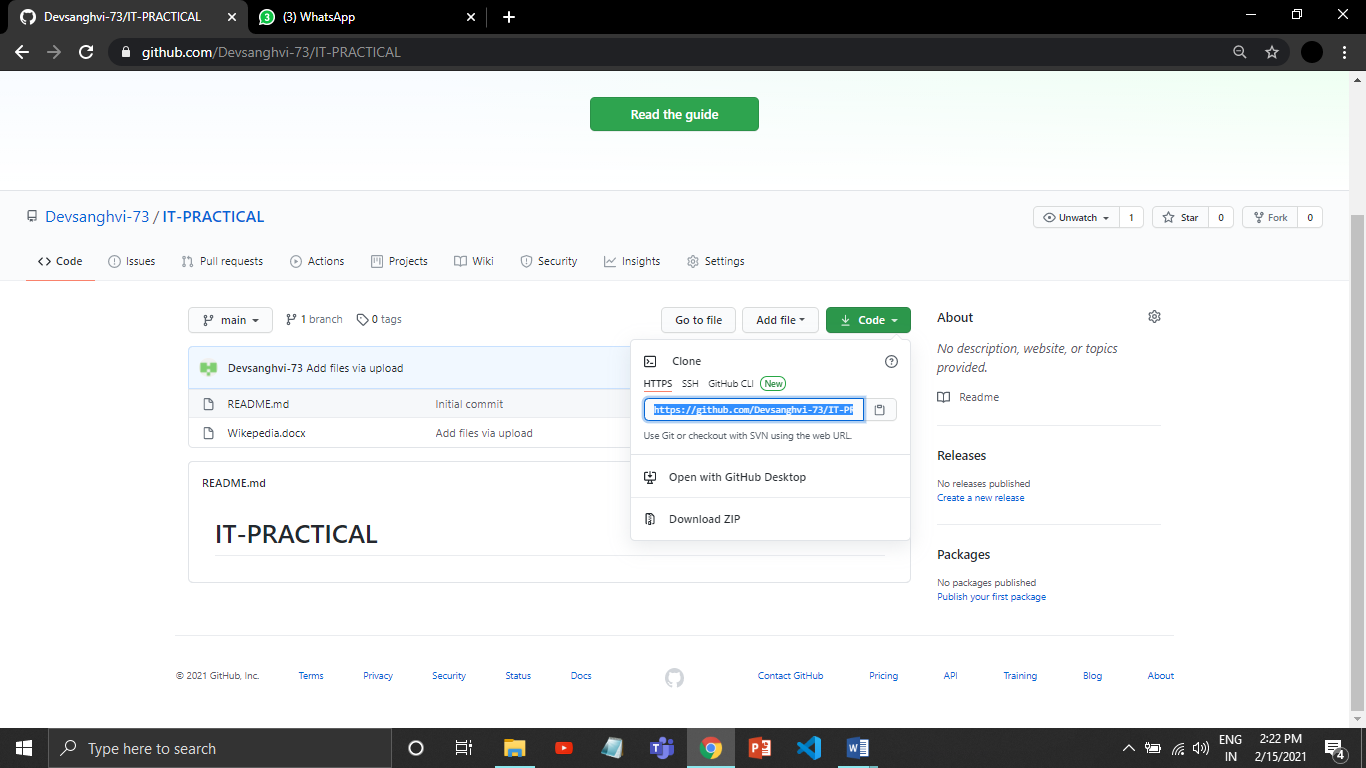 Devsanghvi-73/IT-PRACTICAL
3
(3) WhatsApp
github.com/Devsanghvi-73/IT-PRACTICAL
Read the guide
Devsanghvi-73 / IT-PRACTICAL
Unwatch 1 Star 0 Fork 0
Code Issues Pull requests Actions Projects Wiki Security Insights Settings
main 1 branch 0 tags Go to file Add file Code
About
No description, website, or topics
provided.
Readme
Devsanghvi-73 Add files via upload
README.md Initial commit
Wikepedia.docx Add files via upload
Clone
HTTPS SSH GitHub CLI New
https://github.com/Devsanghvi-73/IT-PR
Use Git or checkout with SVN using the web URL.
Open with GitHub Desktop
Download ZIP
README.md
IT-PRACTICAL
Releases
No releases published
Create a new release
Packages
No packages published
Publish your first package
© 2021 GitHub, Inc. Terms Privacy Security Status Docs Contact GitHub Pricing API Training Blog About
Type here to search
ENG
IN
2:22 PM
2/15/2021
4